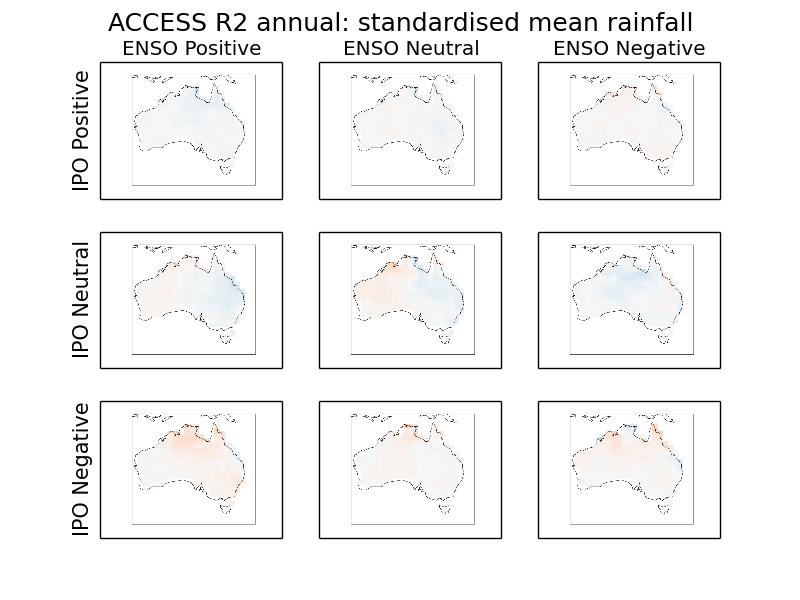 ACCESS R2 annual: standardised mean rainfall
ENSO Positive
ENSO Neutral
ENSO Negative
IPO Positive
IPO Neutral
IPO Negative